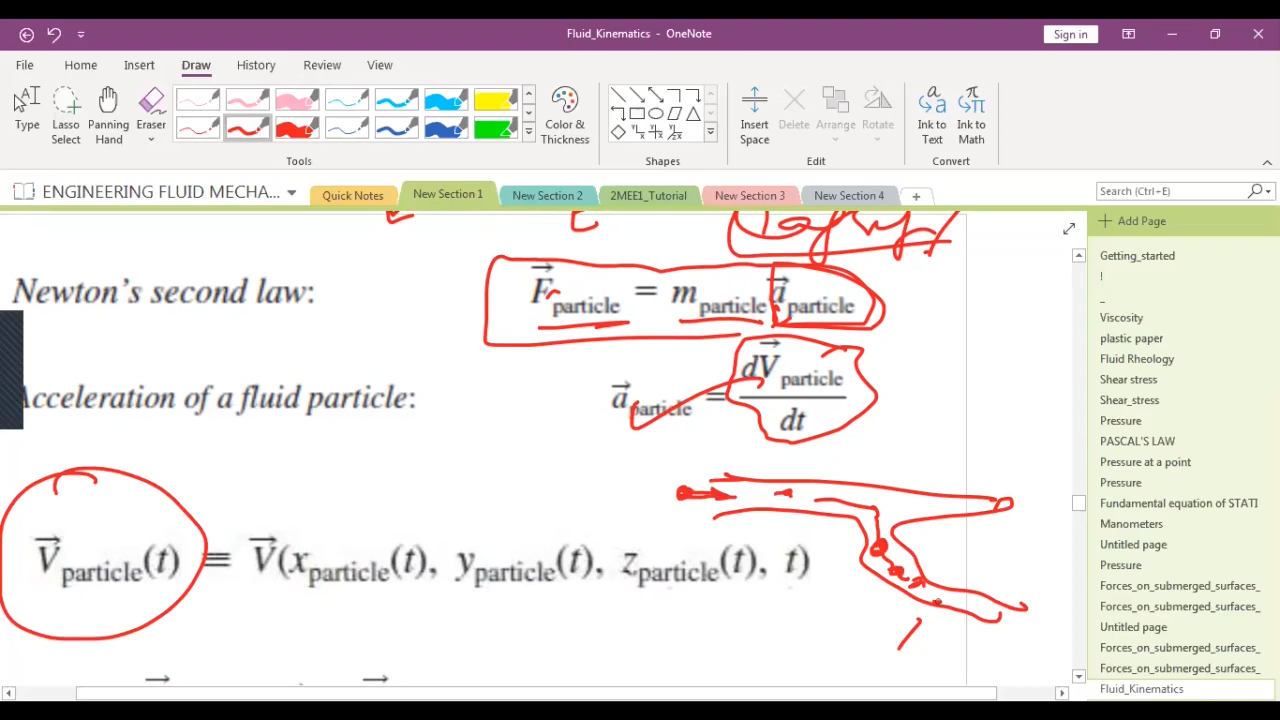 Fluid_Kinematics - OneNote
Sign in
File Home Insert Draw History Review View
Type
Lasso Select
Panning Hand
Eraser
Color & Thickness
Insert Space
Delete
Arrange
Rotate
Ink to Text
Ink to Math
Tools
Shapes
Edit
Convert
ENGINEERING FLUID MECHA...
Quick Notes
New Section 1
New Section 2
2MEE1_Tutorial
New Section 3
New Section 4
Search (Ctrl+E)
Newton's second law:
F⃗particle = mparticle a⃗particle
Acceleration of a fluid particle:
a⃗particle = dV⃗particle / dt
V⃗particle(t) = V⃗(xparticle(t), yparticle(t), zparticle(t), t)
Add Page
Getting_started
!
_
Viscosity
plastic paper
Fluid Rheology
Shear stress
Shear_stress
Pressure
PASCAL'S LAW
Pressure at a point
Pressure
Fundamental equation of STATI
Manometers
Untitled page
Pressure
Forces_on_submerged_surfaces_
Forces_on_submerged_surfaces_
Untitled page
Forces_on_submerged_surfaces_
Forces_on_submerged_surfaces_
Fluid_Kinematics